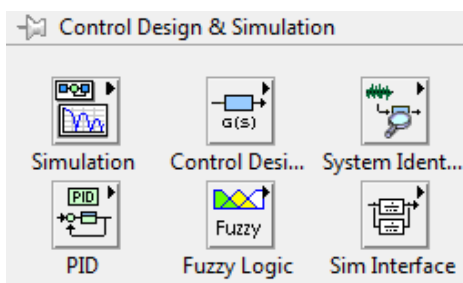 Control Design & Simulation
G(s)
Simulation Control Desi... System Ident...
PID Fuzzy
PID Fuzzy Logic Sim Interface